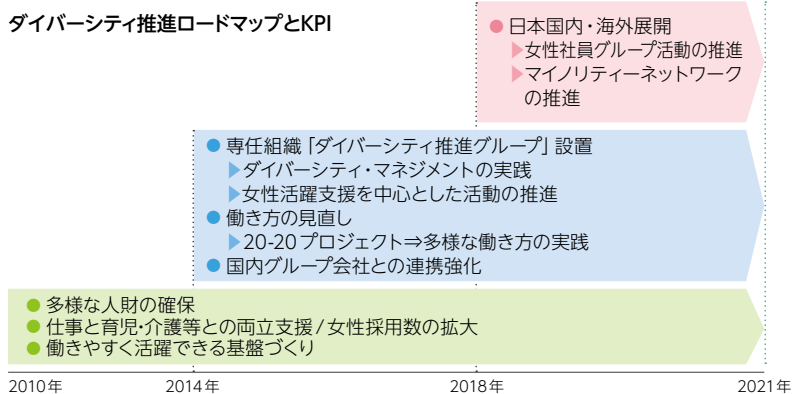 ダイバーシティ推進ロードマップとKPI
● 日本国内・海外展開
▶女性社員グループ活動の推進
▶マイノリティーネットワーク
の推進
● 専任組織「ダイバーシティ推進グループ」設置
▶ダイバーシティ・マネジメントの実践
▶女性活躍支援を中心とした活動の推進
● 働き方の見直し
▶20-20プロジェクト⇒多様な働き方の実践
● 国内グループ会社との連携強化
● 多様な人財の確保
● 仕事と育児・介護等との両立支援/女性採用数の拡大
● 働きやすく活躍できる基盤づくり
2010年 2014年 2018年 2021年